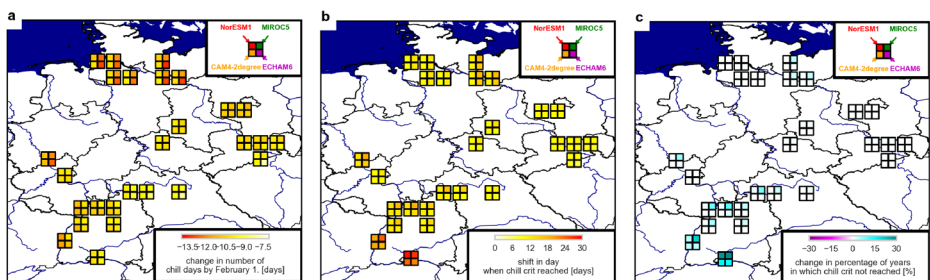 a
NorESM1 MIROC5
CAM4-2degree ECHAM6
−13.5−12.0−10.5−9.0 −7.5
change in number of
chill days by February 1. [days]
b
NorESM1 MIROC5
CAM4-2degree ECHAM6
0 6 12 18 24 30
shift in day
when chill crit reached [days]
c
NorESM1 MIROC5
CAM4-2degree ECHAM6
−30 −15 0 15 30
change in percentage of years
in which chill crit not reached [%]